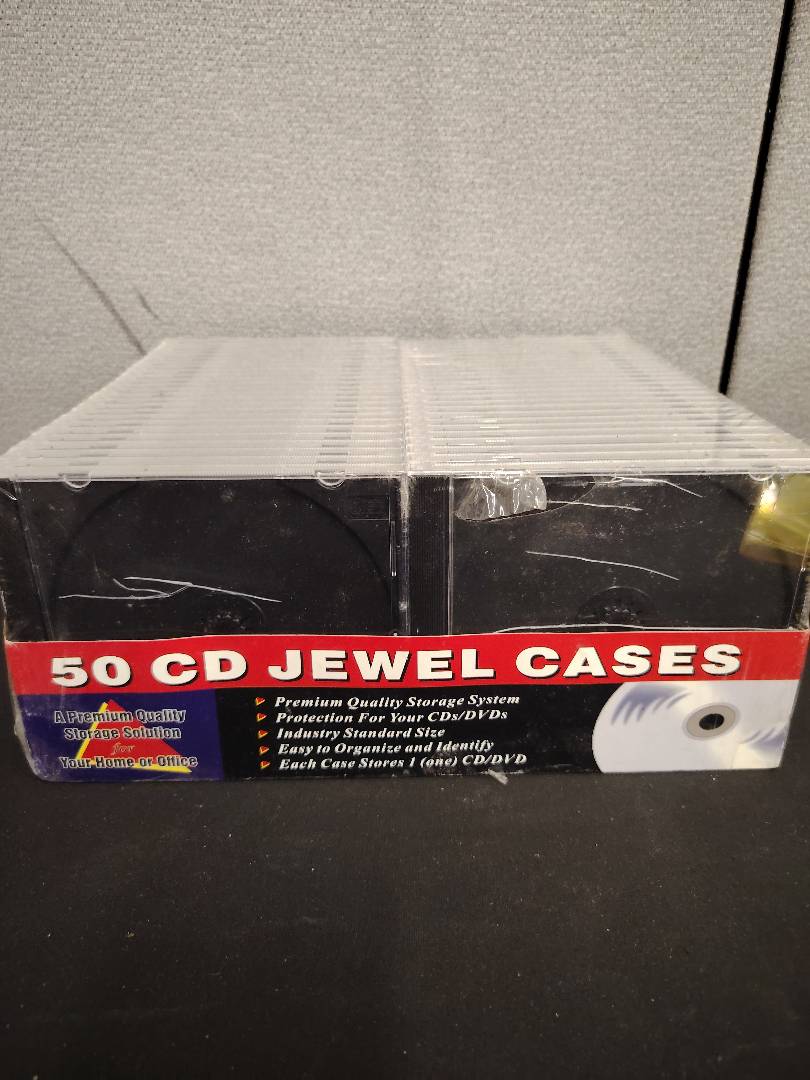 50 CD JEWEL CASES
A Premium Quality
Storage Solution
for
Your Home or Office
Premium Quality Storage System
Protection For Your CDs/DVDs
Industry Standard Size
Easy to Organize and Identify
Each Case Stores 1 (one) CD/DVD